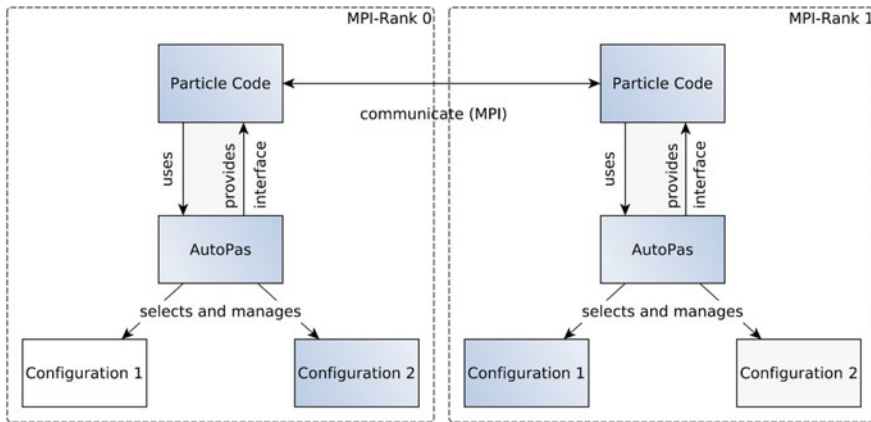 MPI-Rank 0
MPI-Rank 1
Particle Code
Particle Code
communicate (MPI)
uses
provides
interface
uses
provides
interface
AutoPas
AutoPas
selects and manages
selects and manages
Configuration 1
Configuration 2
Configuration 1
Configuration 2